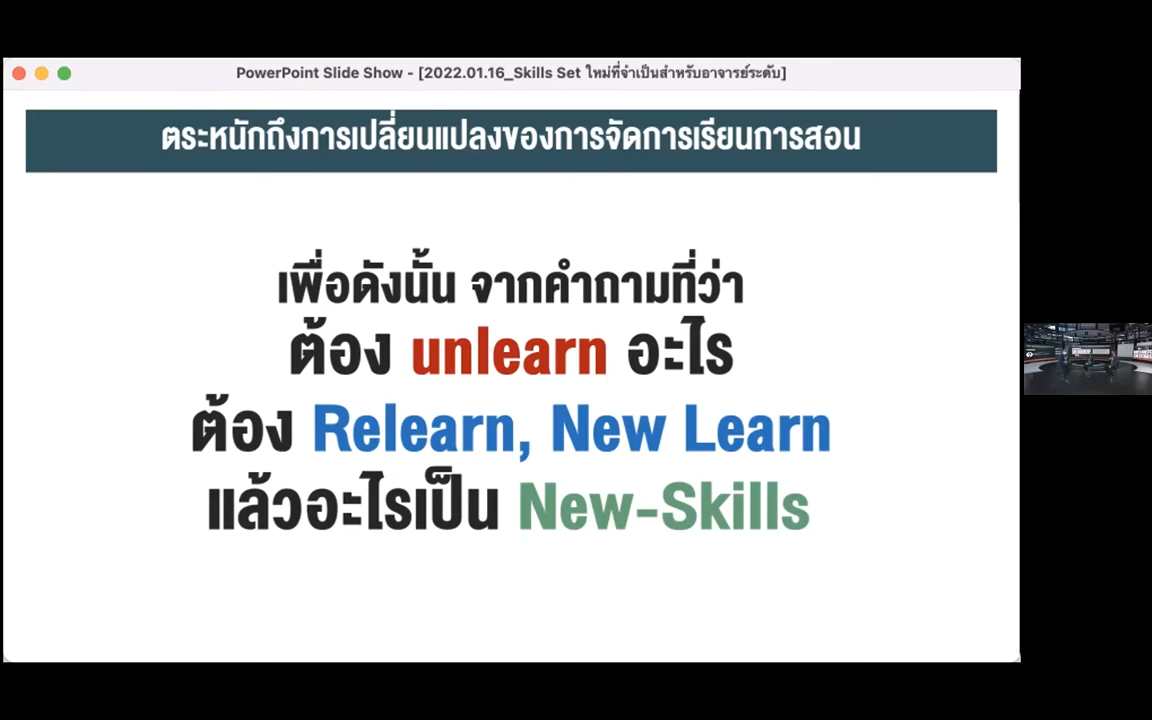 PowerPoint Slide Show - [2022.01.16_Skills Set ใหม่ที่จำเป็นสำหรับอาจารย์ระดับ]
ตระหนักถึงการเปลี่ยนแปลงของการจัดการเรียนการสอน
เพื่อดังนั้น จากคำถามที่ว่า
ต้อง unlearn อะไร
ต้อง Relearn, New Learn
แล้วอะไรเป็น New-Skills